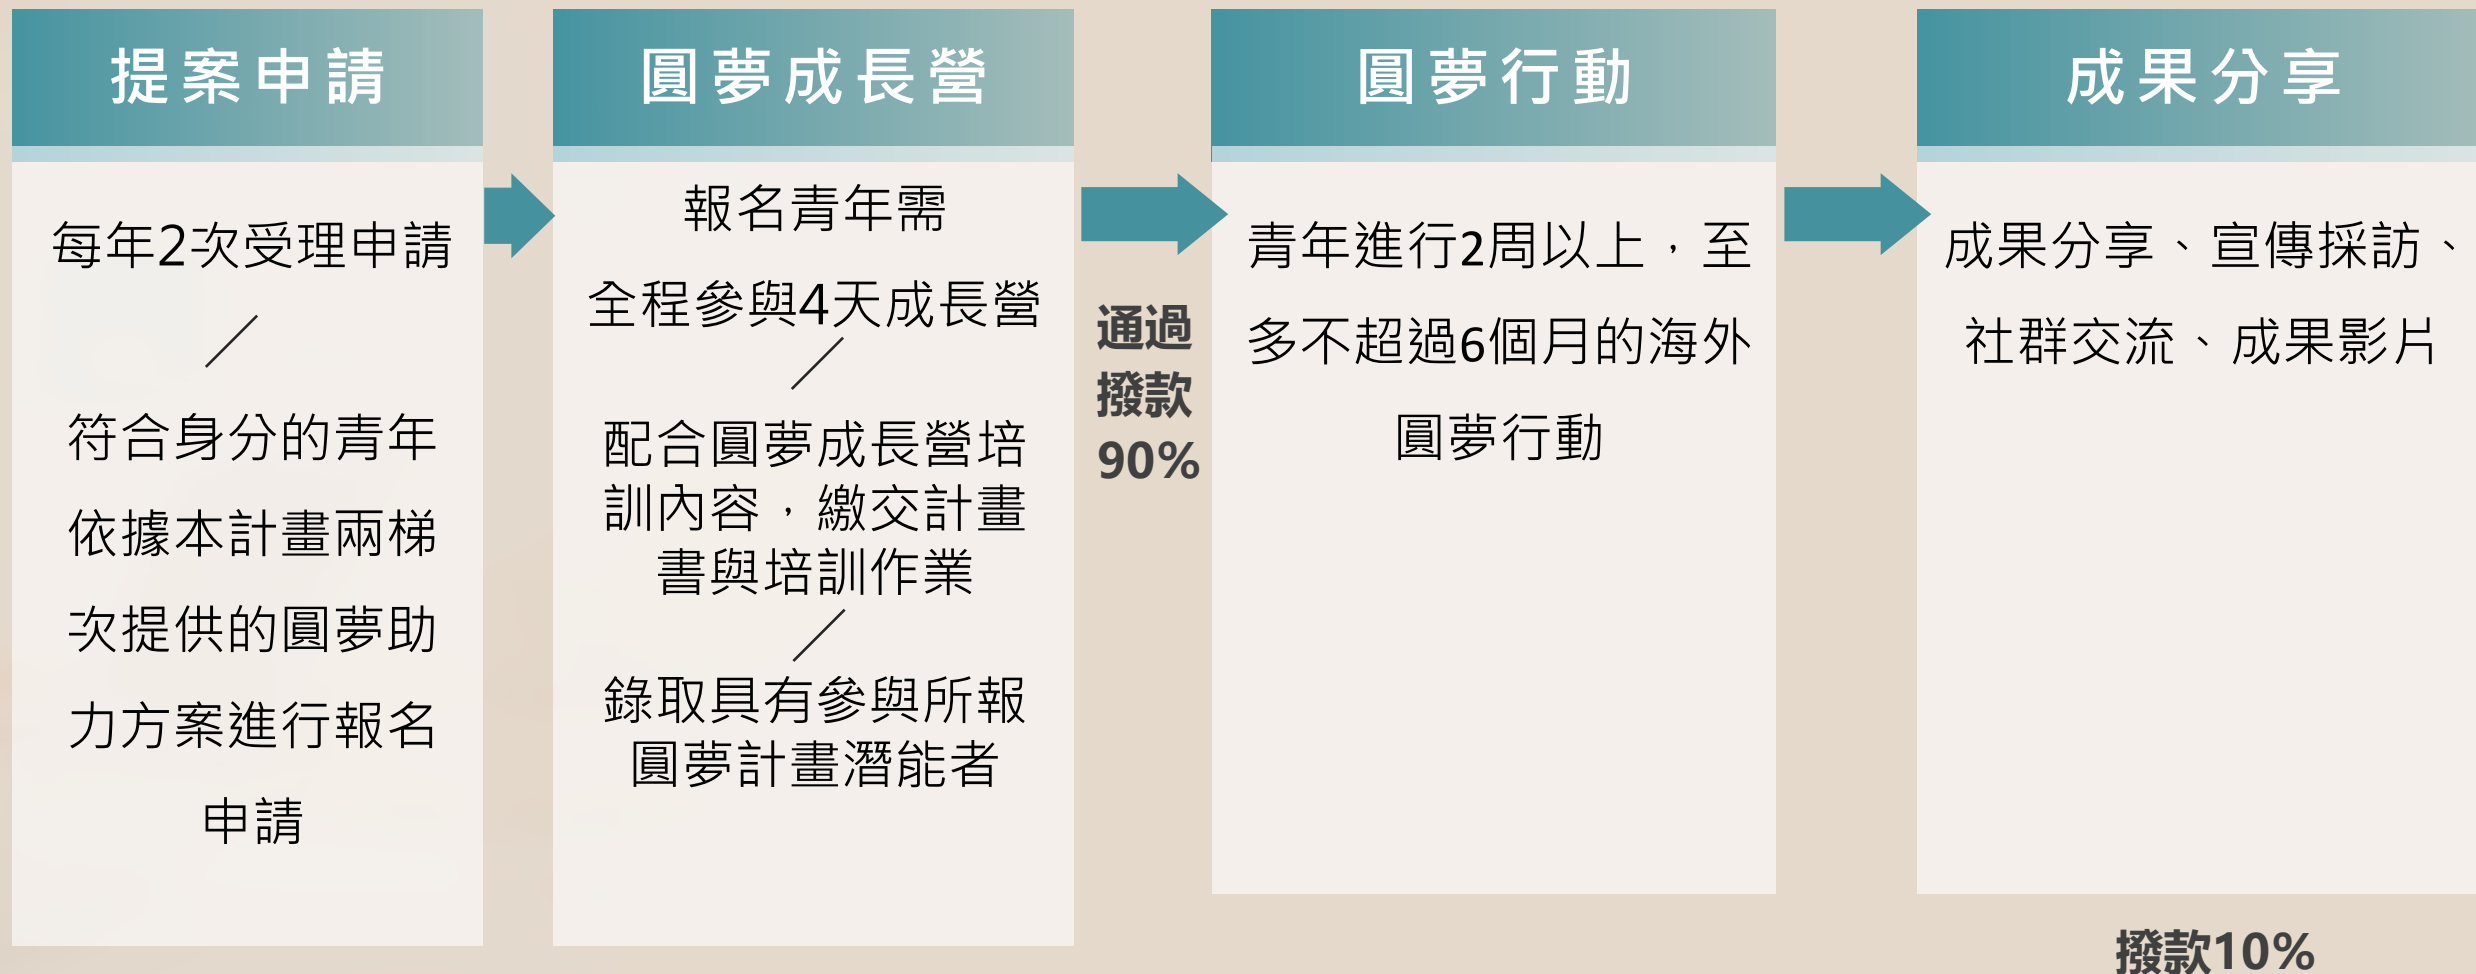 提案申請
每年2次受理申請
／
符合身分的青年
依據本計畫兩梯
次提供的圓夢助
力方案進行報名
申請
圓夢成長營
報名青年需
全程參與4天成長營
／
配合圓夢成長營培
訓內容，繳交計畫
書與培訓作業
／
錄取具有參與所報
圓夢計畫潛能者
通過
撥款
90%
圓夢行動
青年進行2周以上，至
多不超過6個月的海外
圓夢行動
成果分享
成果分享、宣傳採訪、
社群交流、成果影片
撥款10%